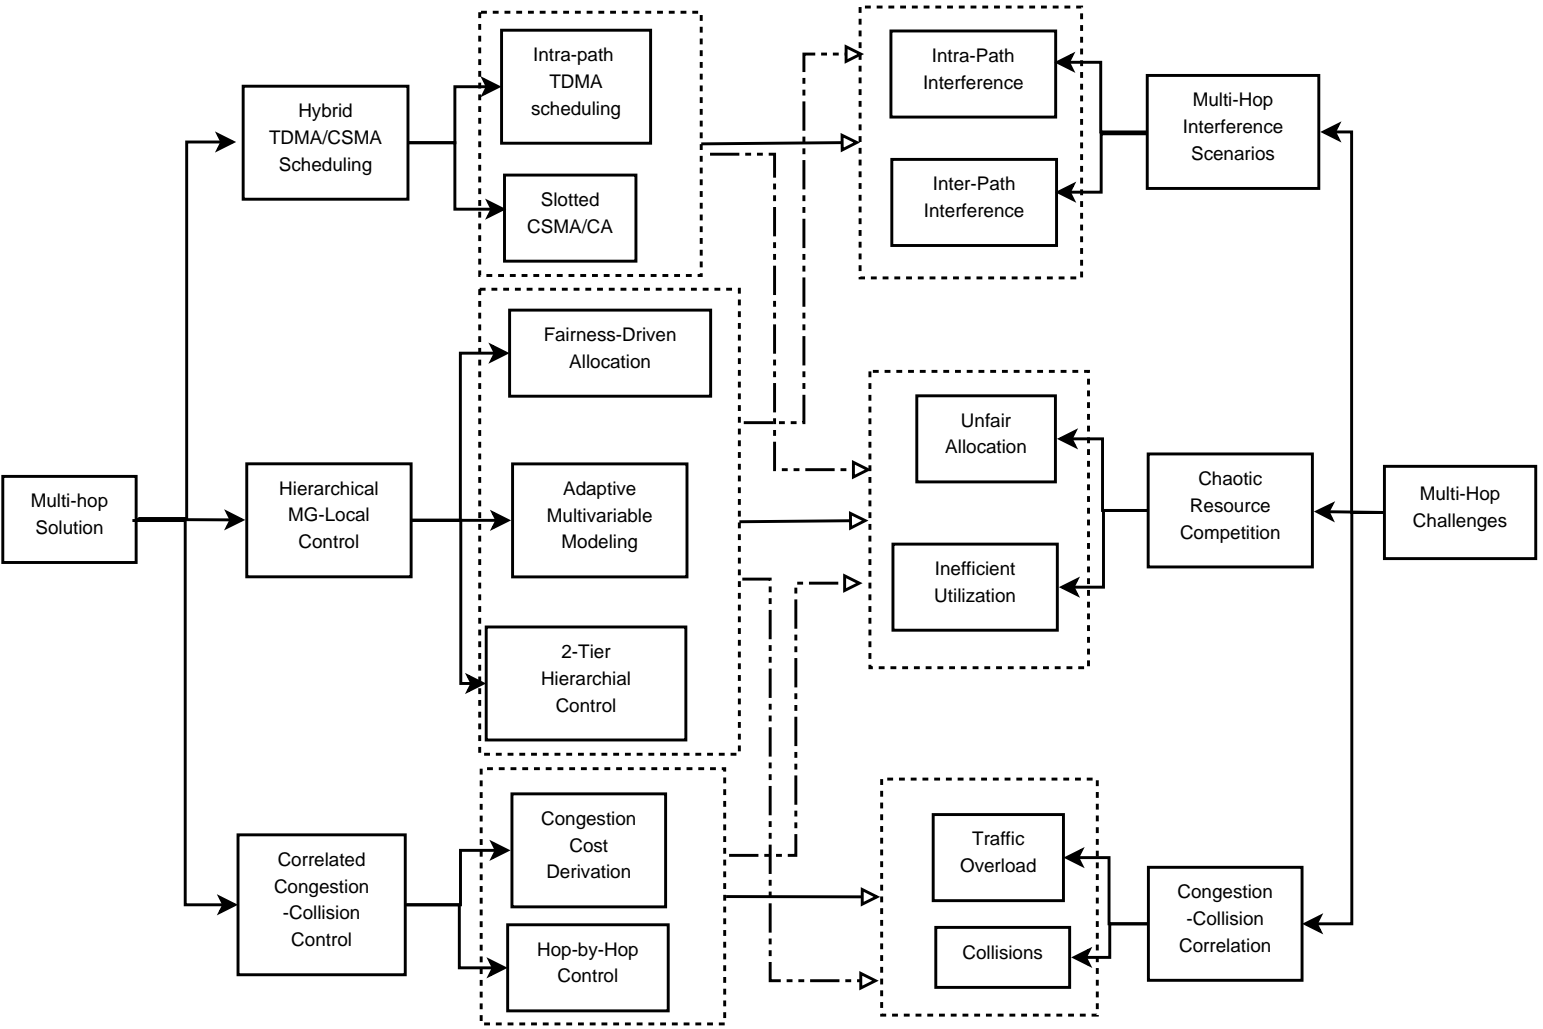 Multi-hop
Solution
Hybrid
TDMA/CSMA
Scheduling
Hierarchical
MG-Local
Control
Correlated
Congestion
-Collision
Control
Intra-path
TDMA
scheduling
Slotted
CSMA/CA
Fairness-Driven
Allocation
Adaptive
Multivariable
Modeling
2-Tier
Hierarchial
Control
Congestion
Cost
Derivation
Hop-by-Hop
Control
Intra-Path
Interference
Inter-Path
Interference
Unfair
Allocation
Inefficient
Utilization
Traffic
Overload
Collisions
Multi-Hop
Interference
Scenarios
Chaotic
Resource
Competition
Congestion
-Collision
Correlation
Multi-Hop
Challenges